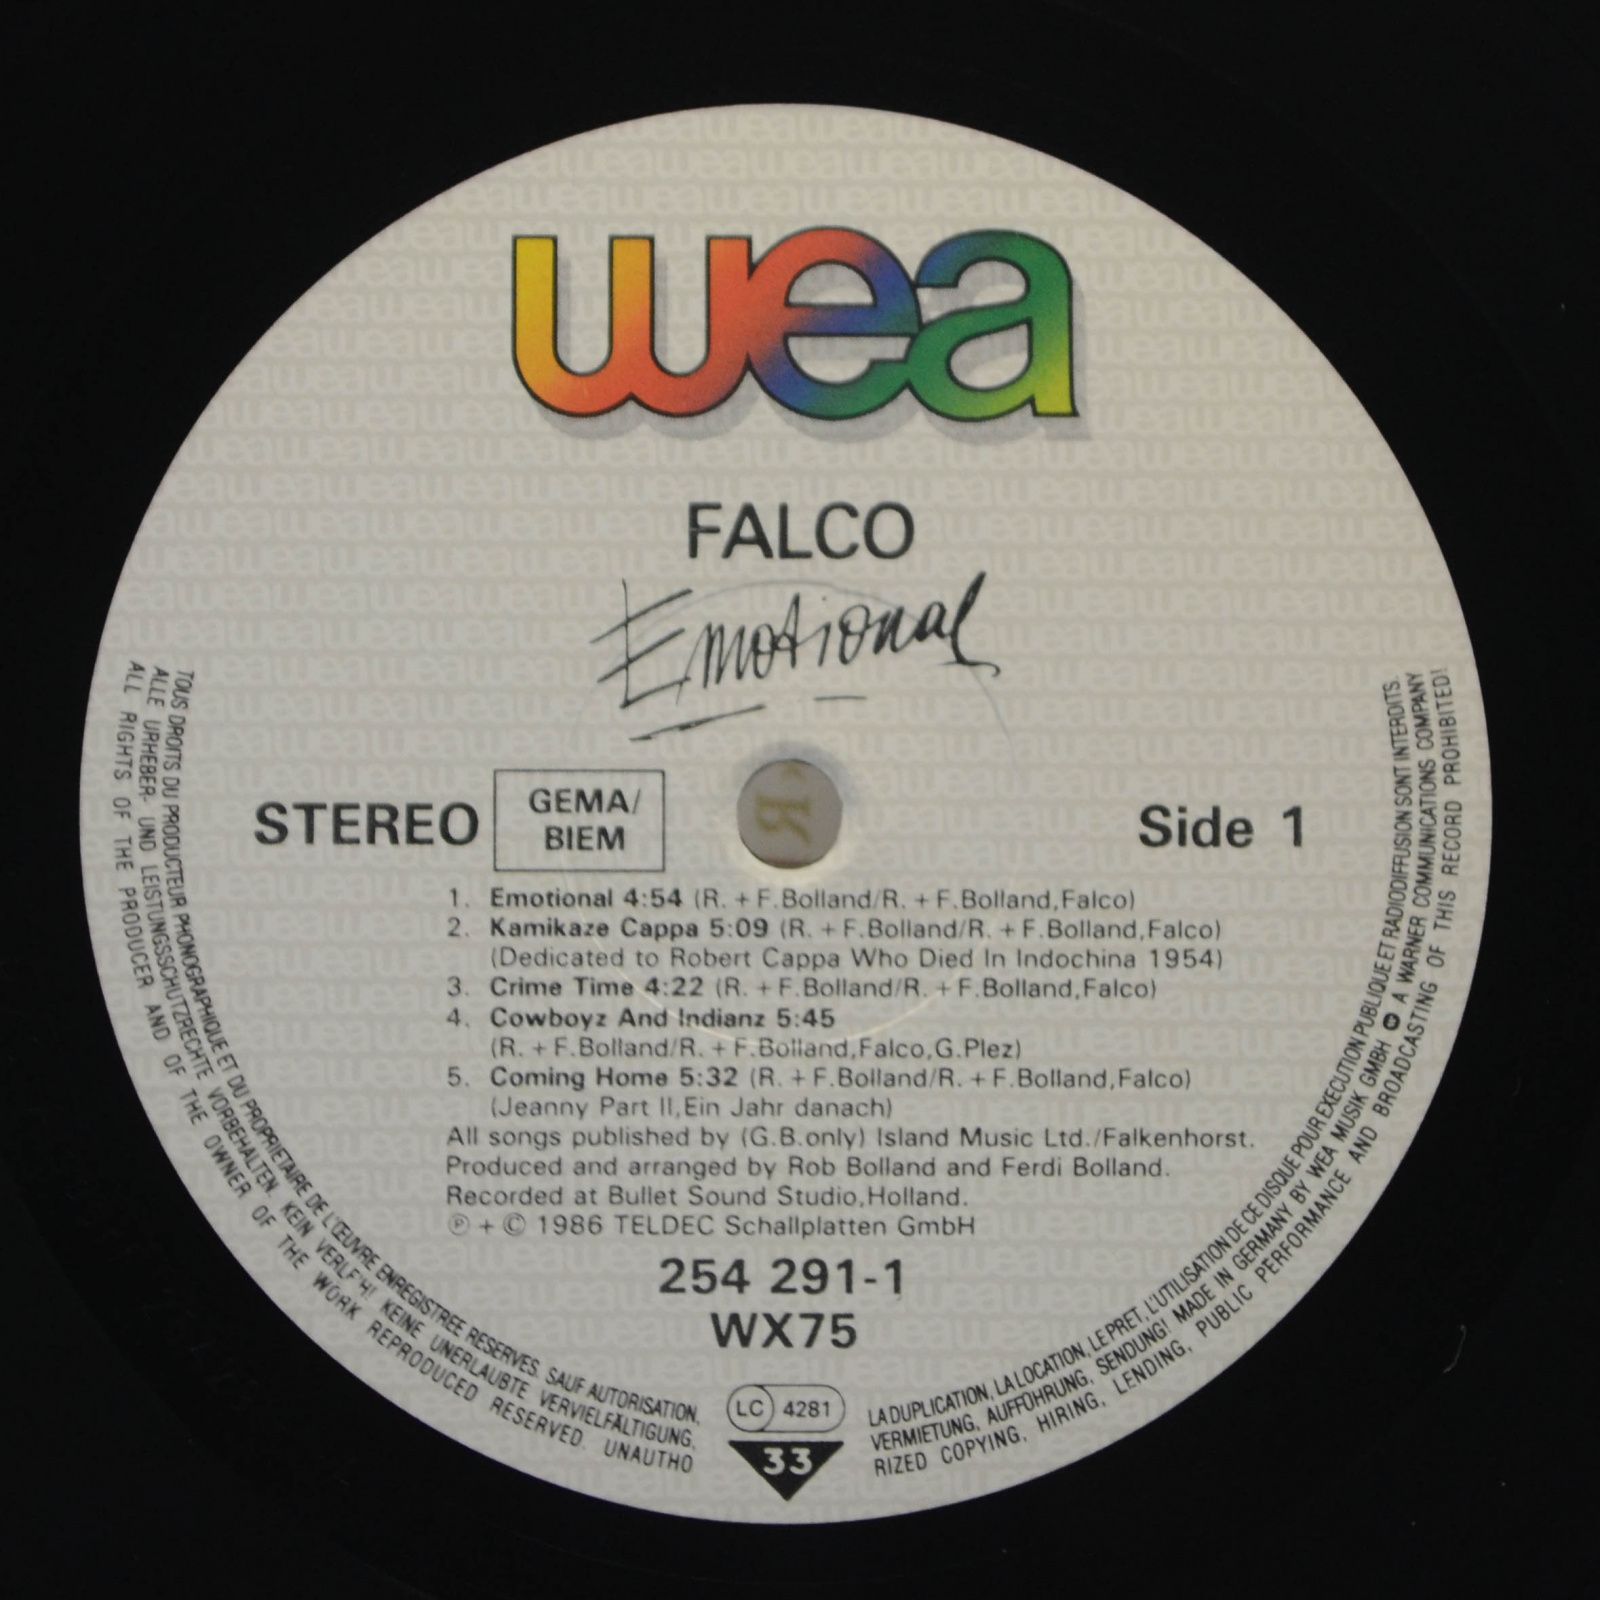 wea
FALCO
Emotional
STEREO
GEMA/
BIEM
Side 1
1. Emotional 4:54 (R. + F.Bolland/R. + F.Bolland,Falco)
2. Kamikaze Cappa 5:09 (R. + F.Bolland/R. + F.Bolland,Falco)
(Dedicated to Robert Cappa Who Died In Indochina 1954)
3. Crime Time 4:22 (R. + F.Bolland/R. + F.Bolland,Falco)
4. Cowboyz And Indianz 5:45
(R. + F.Bolland/R. + F.Bolland,Falco,G.Plez)
5. Coming Home 5:32 (R. + F.Bolland/R. + F.Bolland,Falco)
(Jeanny Part II,Ein Jahr danach)
All songs published by (G.B.only) Island Music Ltd./Falkenhorst.
Produced and arranged by Rob Bolland and Ferdi Bolland.
Recorded at Bullet Sound Studio,Holland.
℗ + © 1986 TELDEC Schallplatten GmbH
254 291-1
WX75
LC 4281
33
TOUS DROITS DU PRODUCTEUR PHONOGRAPHIQUE ET DU PROPRIETAIRE DE L'ŒUVRE ENREGISTREE RESERVES. SAUF AUTORISATION, LA DUPLICATION, LA LOCATION, LE PRET, L'UTILISATION DE CE DISQUE POUR EXECUTION PUBLIQUE ET RADIODIFFUSION SONT INTERDITS.
ALLE URHEBER- UND LEISTUNGSSCHUTZRECHTE VORBEHALTEN. KEIN KEINE UNERLAUBTE VERVIELFÄLTIGUNG, VERMIETUNG, AUFFÜHRUNG, SENDUNG! MADE IN GERMANY BY WEA MUSIK GMBH A WARNER COMMUNICATIONS COMPANY
ALL RIGHTS OF THE PRODUCER AND OF THE OWNER OF THE WORK REPRODUCED RESERVED. UNAUTHORIZED COPYING, HIRING, LENDING, PUBLIC PERFORMANCE AND BROADCASTING OF THIS RECORD PROHIBITED!